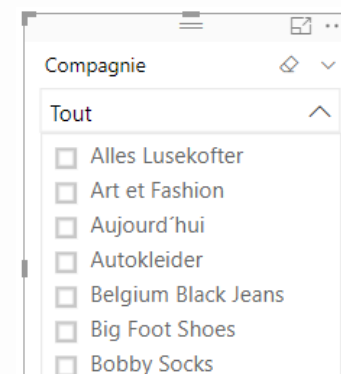 Compagnie
Tout
Alles Lusekofter
Art et Fashion
Aujourd´hui
Autokleider
Belgium Black Jeans
Big Foot Shoes
Bobby Socks